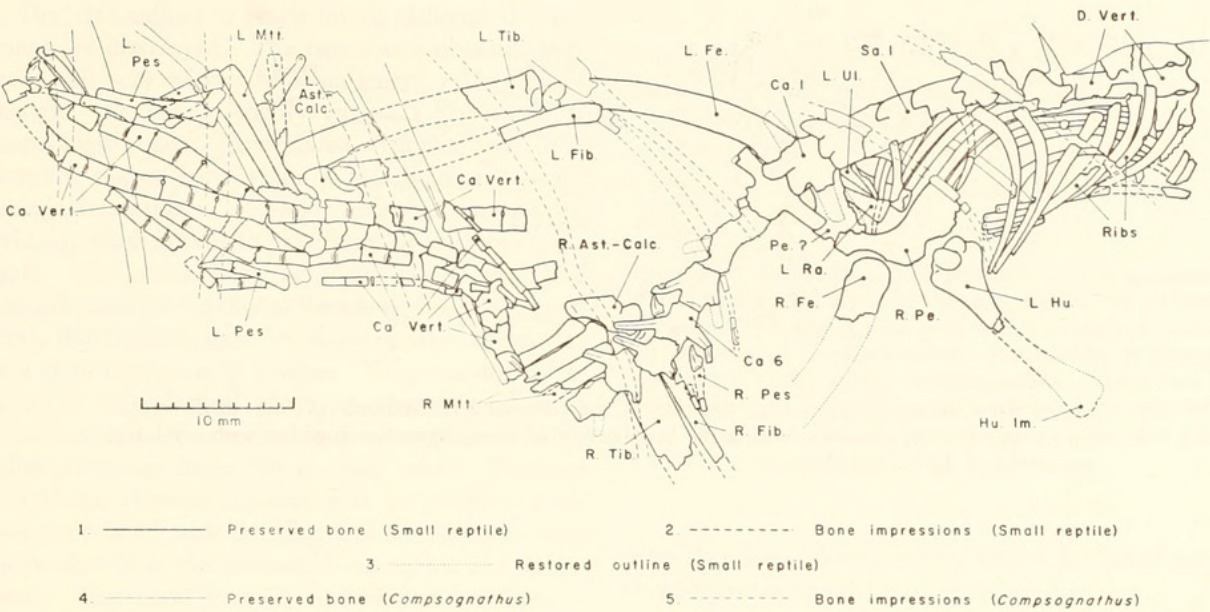 D. Vert.
L. Mtt.
L. Tib.
L. Fe.
Sa. 1
L. Pes
L. Ul.
Ca. 1
L. Ast.-Calc.
L. Fib.
Ca. Vert.
Ca. Vert.
R. Ast.-Calc.
Pe. ?
Ribs
L. Ra.
R. Fe.
R. Pe.
L. Hu.
L. Pes
Ca. Vert.
Ca 6
10 mm
R. Mtt.
R. Pes
R. Fib.
Hu. Im.
R. Tib.
1. Preserved bone (Small reptile)
2. Bone impressions (Small reptile)
3. Restored outline (Small reptile)
4. Preserved bone (Compsognathus)
5. Bone impressions (Compsognathus)